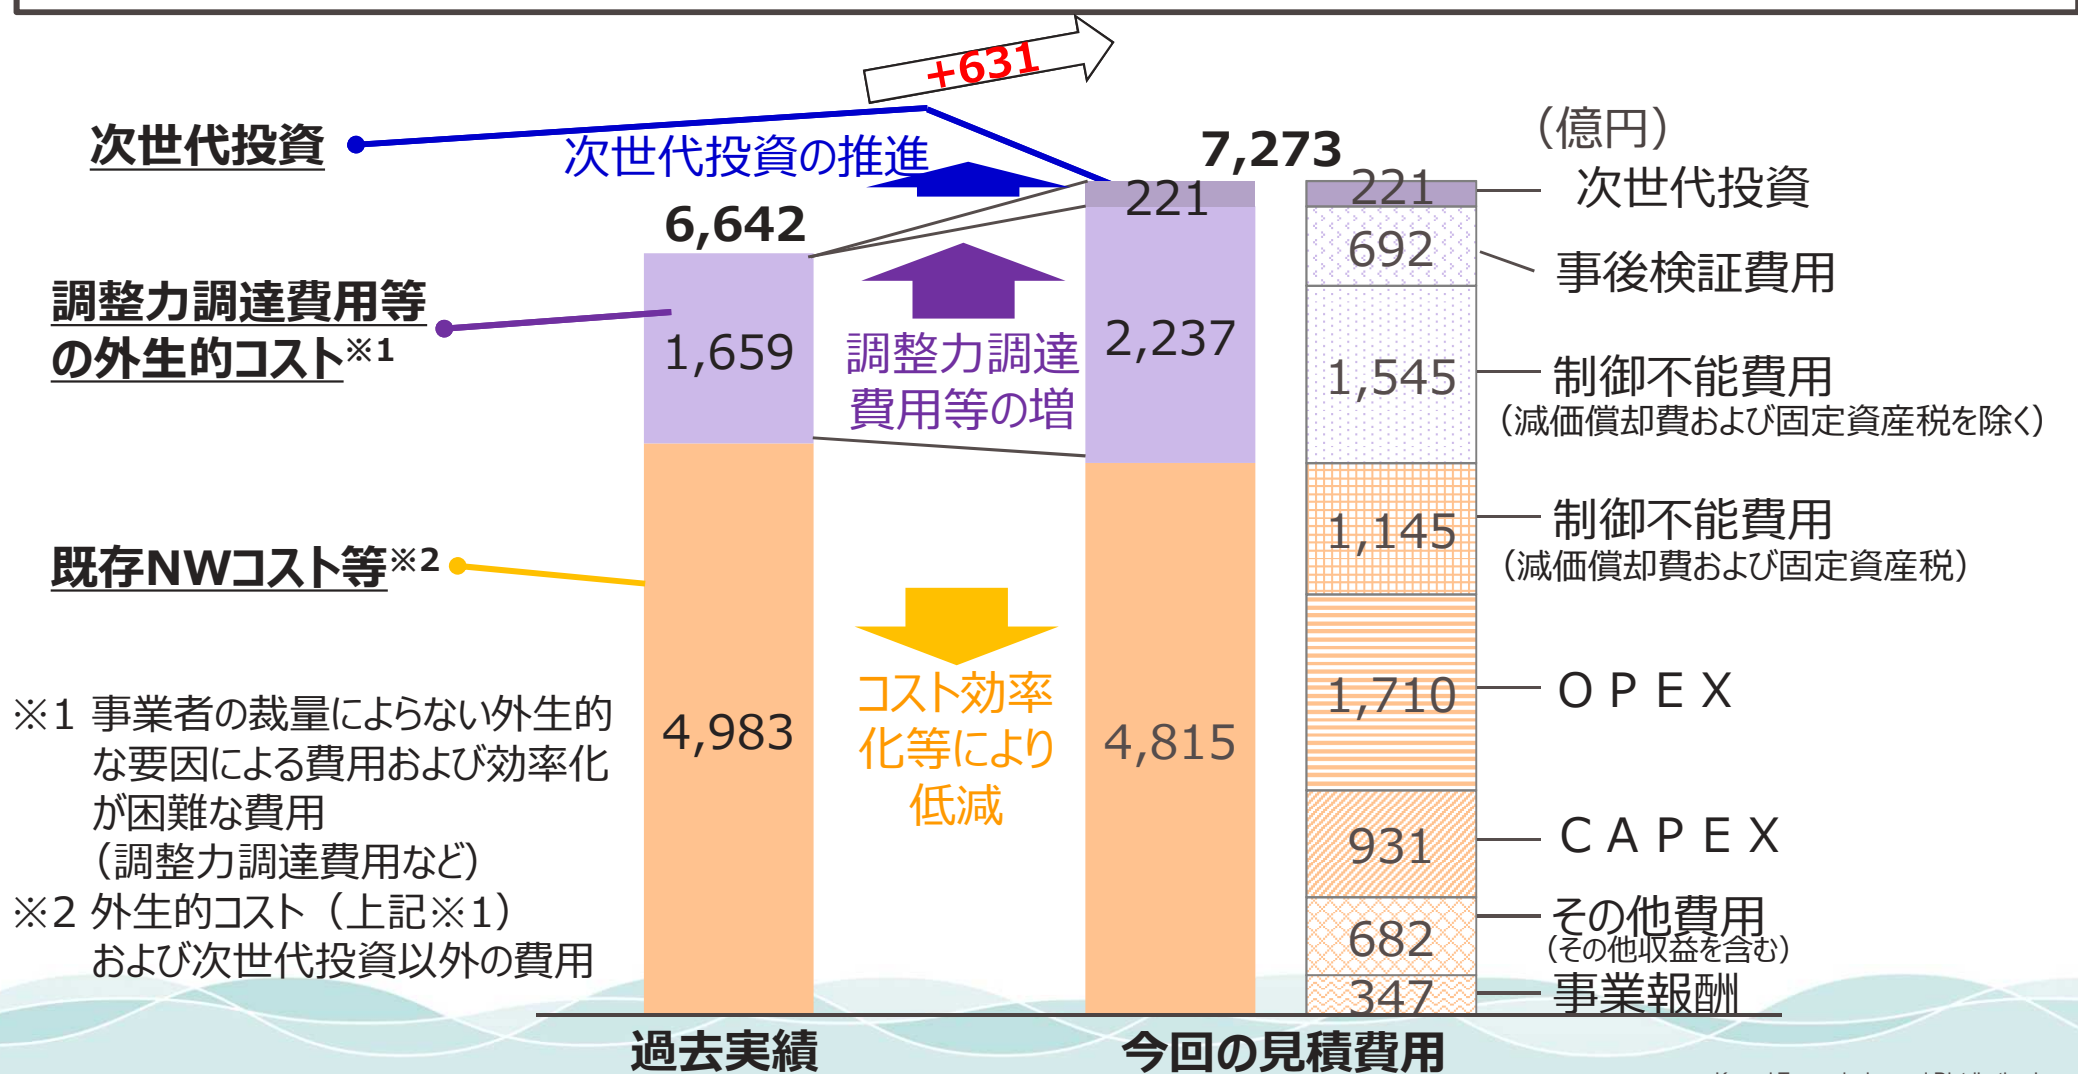 +631
次世代投資
次世代投資の推進
7,273
(億円)
221
221
次世代投資
6,642
692
事後検証費用
調整力調達費用等
の外生的コスト※1
1,659
調整力調達
費用等の増
2,237
1,545
制御不能費用
(減価償却費および固定資産税を除く)
1,145
制御不能費用
(減価償却費および固定資産税)
既存NWコスト等※2
4,983
コスト効率
化等により
低減
4,815
1,710
OPEX
931
CAPEX
682
その他費用
(その他収益を含む)
347
事業報酬
※1 事業者の裁量によらない外生的
な要因による費用および効率化
が困難な費用
(調整力調達費用など)
※2 外生的コスト(上記※1)
および次世代投資以外の費用
過去実績
今回の見積費用